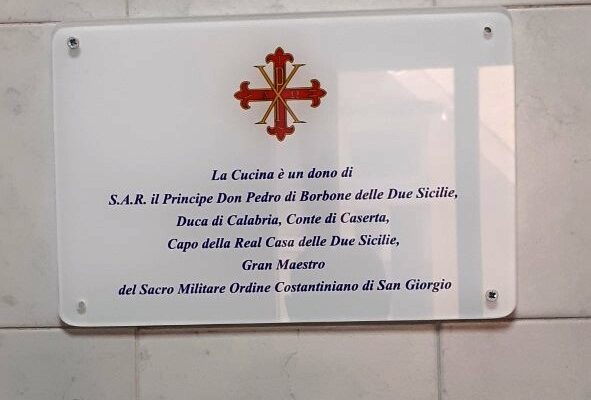 La Cucina è un dono di
S.A.R. il Principe Don Pedro di Borbone delle Due Sicilie,
Duca di Calabria, Conte di Caserta,
Capo della Real Casa delle Due Sicilie,
Gran Maestro
del Sacro Militare Ordine Costantiniano di San Giorgio